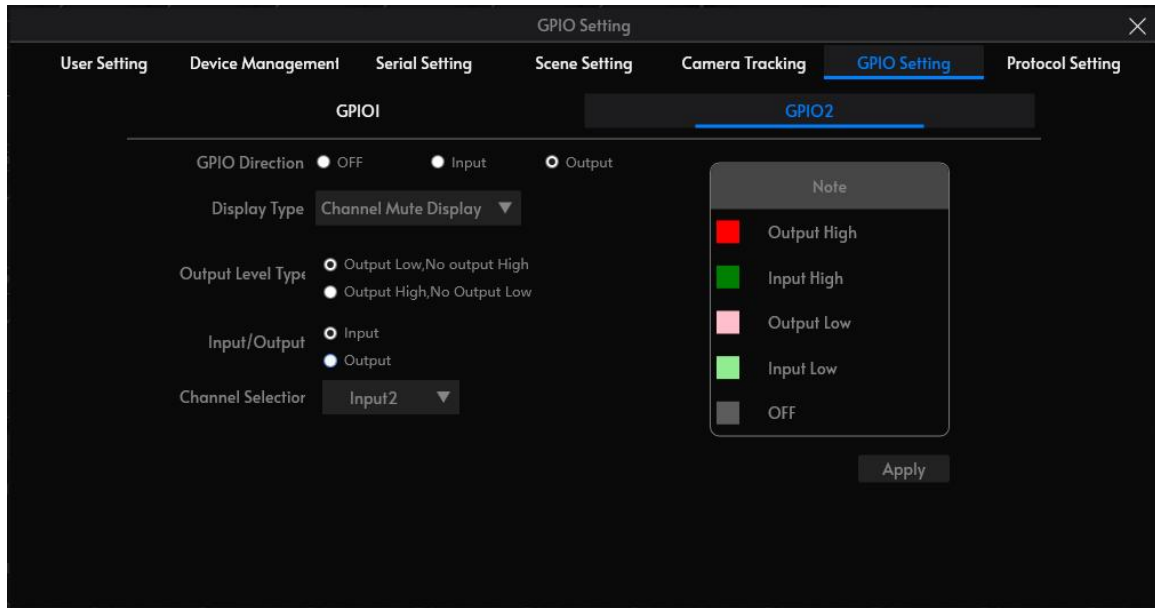 GPIO Setting
User Setting Device Management Serial Setting Scene Setting Camera Tracking GPIO Setting Protocol Setting
GPIO1 GPIO2
GPIO Direction OFF Input Output
Display Type Channel Mute Display
Output Level Type
Output Low,No output High
Output High,No Output Low
Input/Output
Input
Output
Channel Selection Input2
Note
Output High
Input High
Output Low
Input Low
OFF
Apply